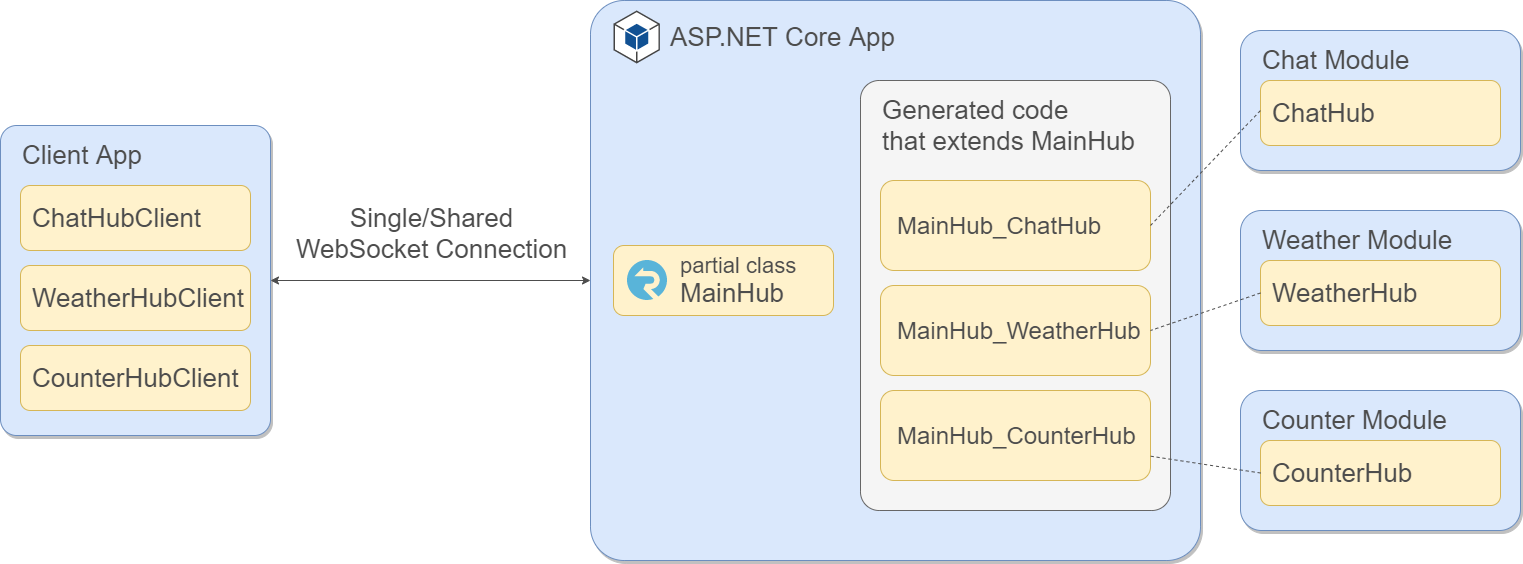 Client App
ChatHubClient
WeatherHubClient
CounterHubClient
Single/Shared
WebSocket Connection
ASP.NET Core App
partial class
MainHub
Generated code
that extends MainHub
MainHub_ChatHub
MainHub_WeatherHub
MainHub_CounterHub
Chat Module
ChatHub
Weather Module
WeatherHub
Counter Module
CounterHub